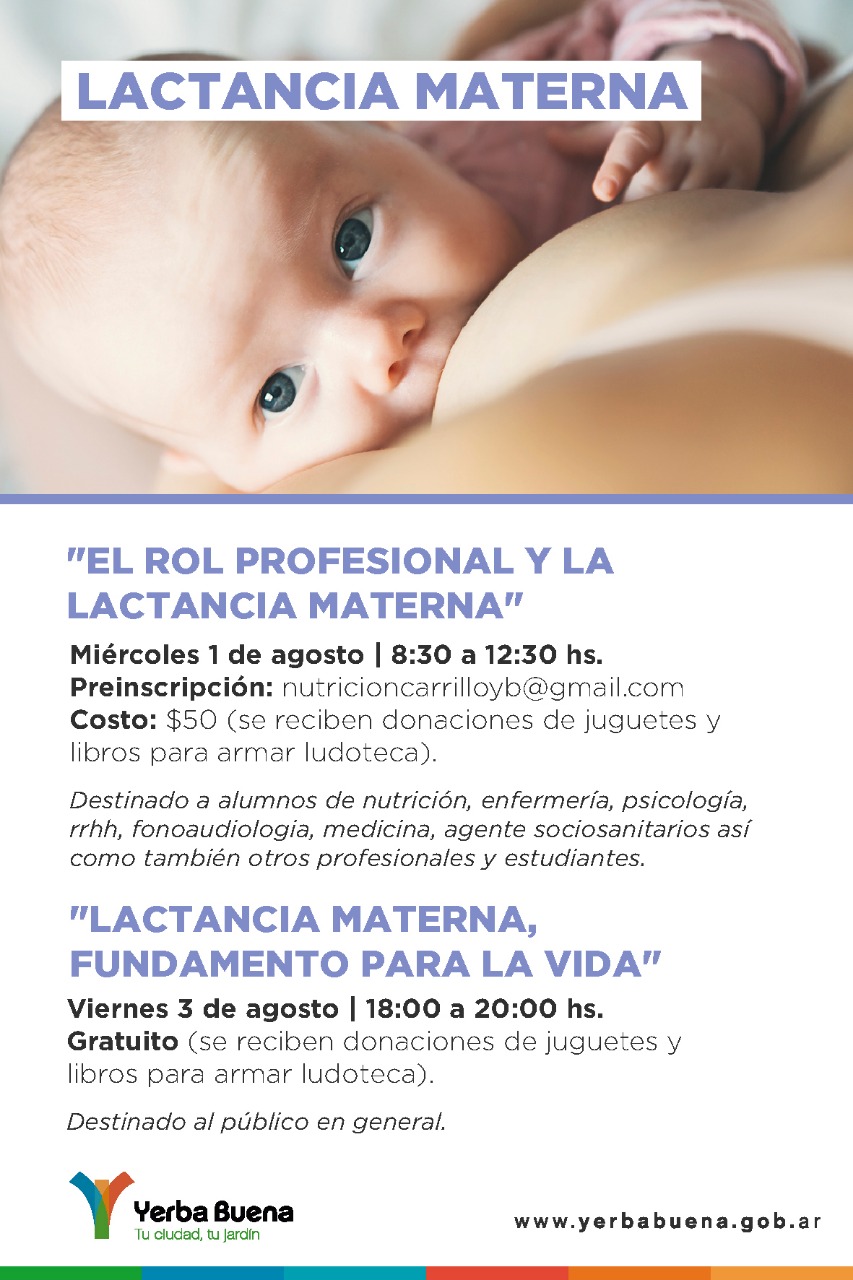 LACTANCIA MATERNA
"EL ROL PROFESIONAL Y LA
LACTANCIA MATERNA"
Miércoles 1 de agosto | 8:30 a 12:30 hs.
Preinscripción: nutricioncarrilloyb@gmail.com
Costo: $50 (se reciben donaciones de juguetes y
libros para armar ludoteca).
Destinado a alumnos de nutrición, enfermería, psicología,
rrhh, fonoaudiologia, medicina, agente sociosanitarios así
como también otros profesionales y estudiantes.
"LACTANCIA MATERNA,
FUNDAMENTO PARA LA VIDA"
Viernes 3 de agosto | 18:00 a 20:00 hs.
Gratuito (se reciben donaciones de juguetes y
libros para armar ludoteca).
Destinado al público en general.
Yerba Buena
Tu ciudad, tu jardín
www.yerbabuena.gob.ar